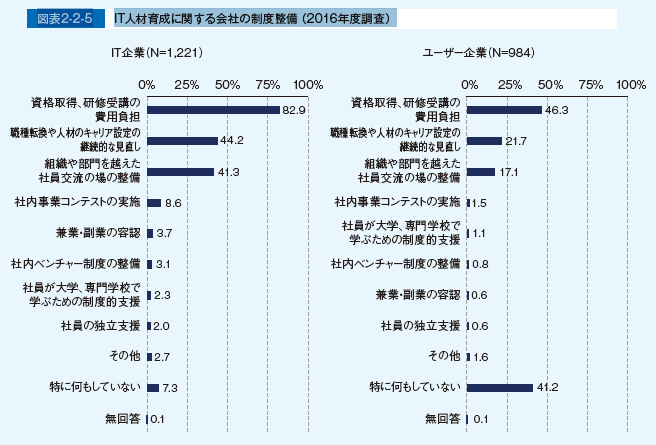 図表2-2-5 IT人材育成に関する会社の制度整備（2016年度調査）
IT企業（N=1,221）
0% 25% 50% 75% 100%
資格取得、研修受講の
費用負担 82.9
職種転換や人材のキャリア設定の
継続的な見直し 44.2
組織や部門を越えた
社員交流の場の整備 41.3
社内事業コンテストの実施 8.6
兼業・副業の容認 3.7
社内ベンチャー制度の整備 3.1
社員が大学、専門学校で
学ぶための制度的支援 2.3
社員の独立支援 2.0
その他 2.7
特に何もしていない 7.3
無回答 0.1
ユーザー企業（N=984）
0% 25% 50% 75% 100%
資格取得、研修受講の
費用負担 46.3
職種転換や人材のキャリア設定の
継続的な見直し 21.7
組織や部門を越えた
社員交流の場の整備 17.1
社内事業コンテストの実施 1.5
社員が大学、専門学校で
学ぶための制度的支援 1.1
社内ベンチャー制度の整備 0.8
兼業・副業の容認 0.6
社員の独立支援 0.6
その他 1.6
特に何もしていない 41.2
無回答 0.1